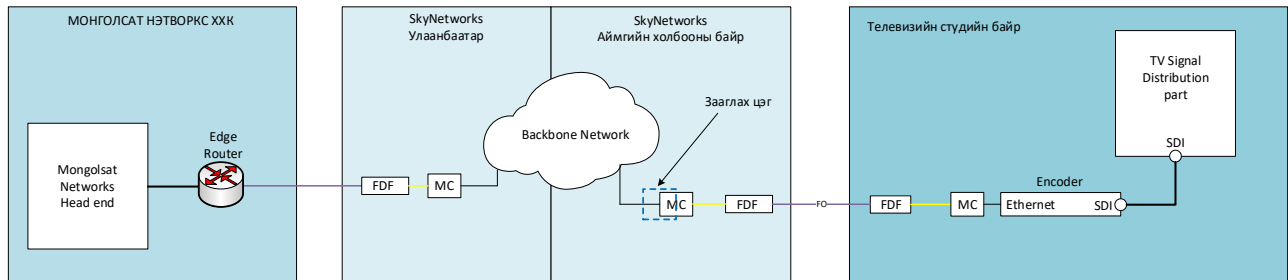 МОНГОЛСАТ НЭТВОРКС ХХК
Mongolsat
Networks
Head end
Edge
Router
SkyNetworks
Улаанбаатар
FDF
MC
Backbone Network
SkyNetworks
Аймгийн холбооны байр
Зааглах цэг
MC
FDF
FO
Телевизийн студийн байр
FDF
MC
Encoder
Ethernet
SDI
TV Signal
Distribution
part
SDI